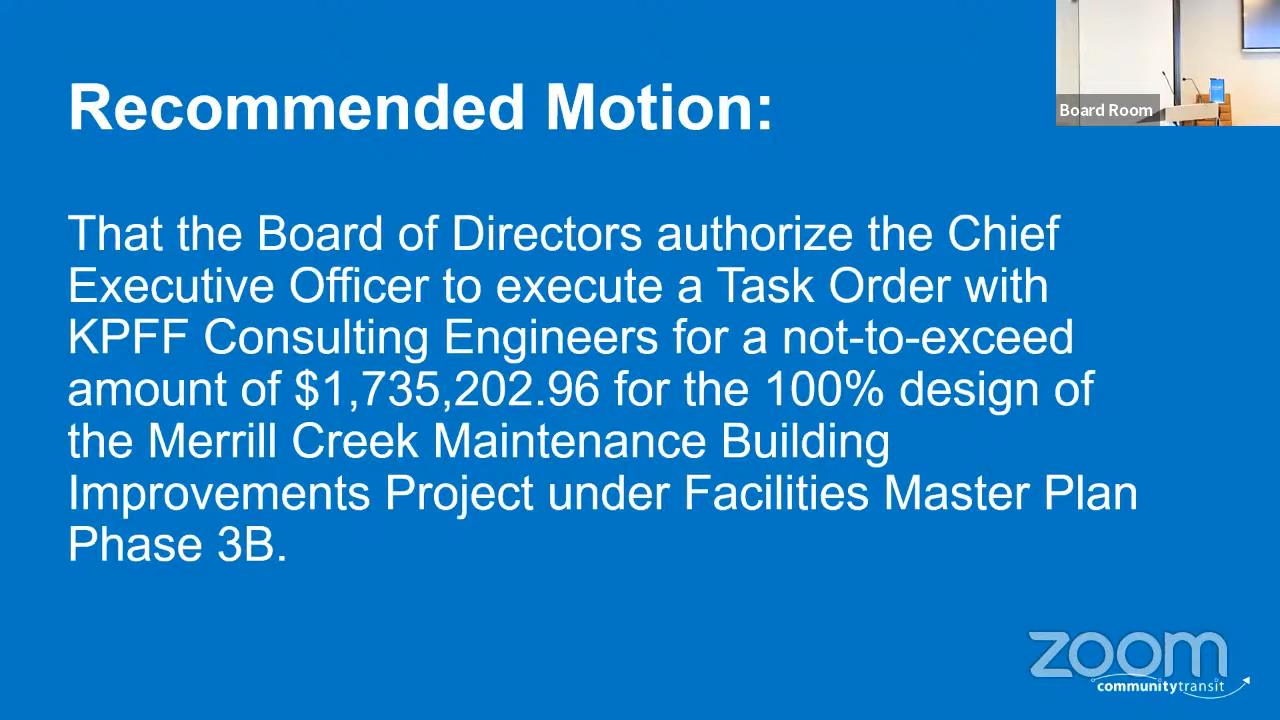 Recommended Motion:
Board Room
That the Board of Directors authorize the Chief
Executive Officer to execute a Task Order with
KPFF Consulting Engineers for a not-to-exceed
amount of $1,735,202.96 for the 100% design of
the Merrill Creek Maintenance Building
Improvements Project under Facilities Master Plan
Phase 3B.
zoom
communitytransit